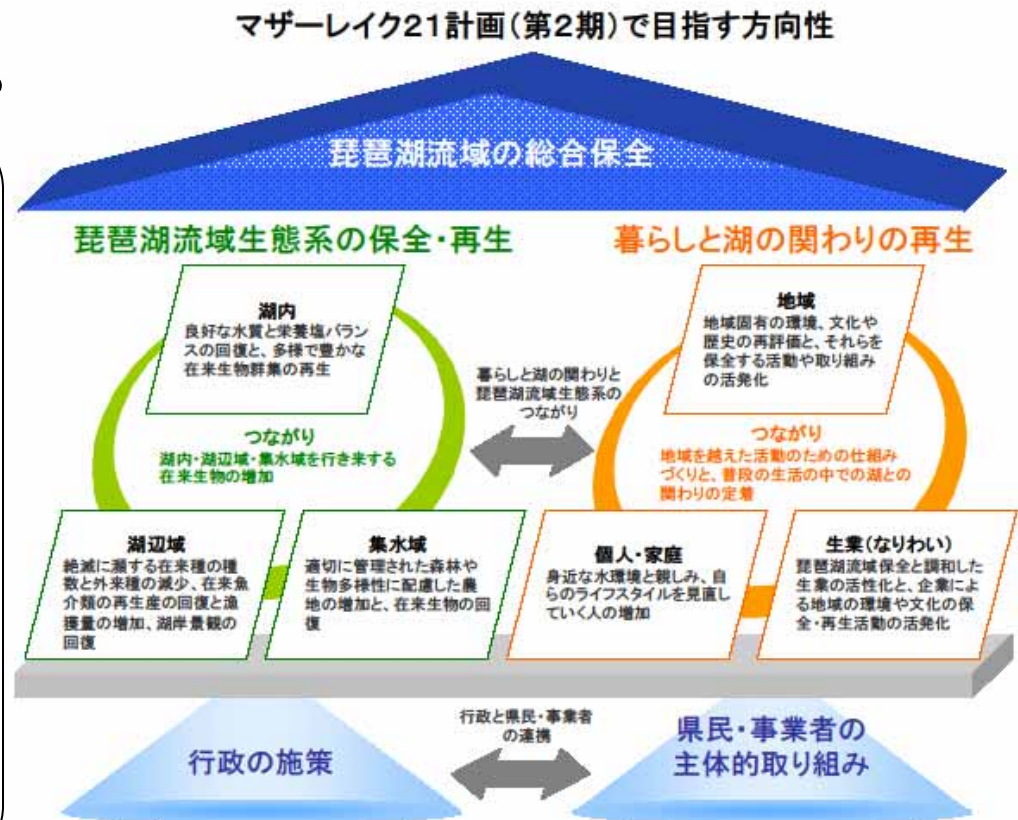 マザーレイク21計画(第2期)で目指す方向性
琵琶湖流域の総合保全
琵琶湖流域生態系の保全・再生
湖内
良好な水質と栄養塩バラン
スの回復と、多様で豊かな
在来生物群集の再生
つながり
湖内・湖辺域・集水域を行き来する
在来生物の増加
湖辺域
絶滅に瀕する在来種の種
数と外来種の減少、在来魚
介類の再生産の回復と漁
獲量の増加、湖岸景観の
回復
集水域
適切に管理された森林や
生物多様性に配慮した農
地の増加と、在来生物の回
復
暮らしと湖の関わりと
琵琶湖流域生態系の
つながり
暮らしと湖の関わりの再生
地域
地域固有の環境、文化や
歴史の再評価と、それらを
保全する活動や取り組み
の活発化
つながり
地域を越えた活動のための仕組み
づくりと、普段の生活の中での湖との
関わりの定着
個人・家庭
身近な水環境と親しみ、自
らのライフスタイルを見直し
ていく人の増加
生業(なりわい)
琵琶湖流域保全と調和した
生業の活性化と、企業によ
る地域の環境や文化の保
全・再生活動の活発化
行政の施策
行政と県民・事業者
の連携
県民・事業者の
主体的取り組み